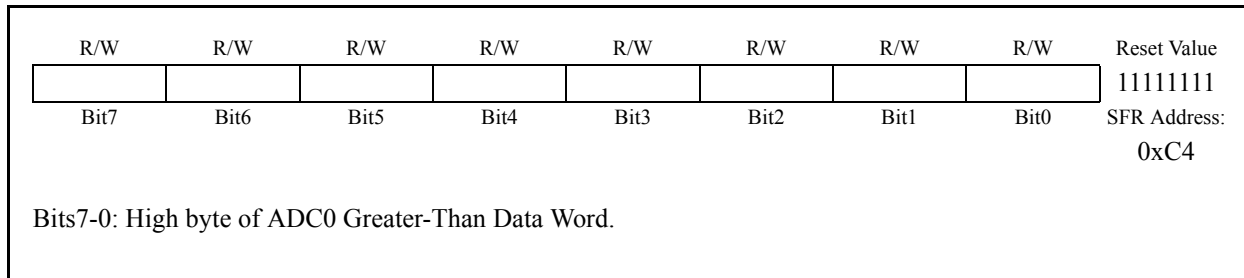 R/W R/W R/W R/W R/W R/W R/W R/W Reset Value
11111111
Bit7 Bit6 Bit5 Bit4 Bit3 Bit2 Bit1 Bit0 SFR Address:
0xC4
Bits7-0: High byte of ADC0 Greater-Than Data Word.